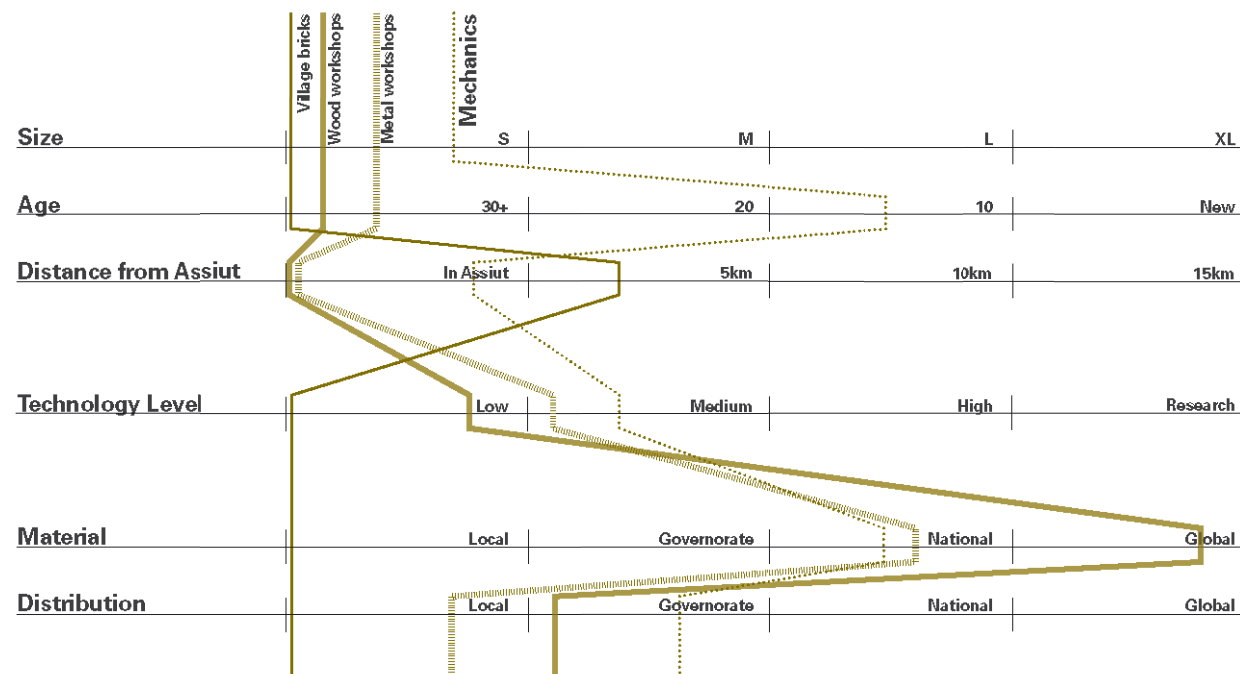 Village bricks
Wood workshops
Metal workshops
Mechanics
Size S M L XL
Age 30+ 20 10 New
Distance from Assiut In Assiut 5km 10km 15km
Technology Level Low Medium High Research
Material Local Governorate National Global
Distribution Local Governorate National Global